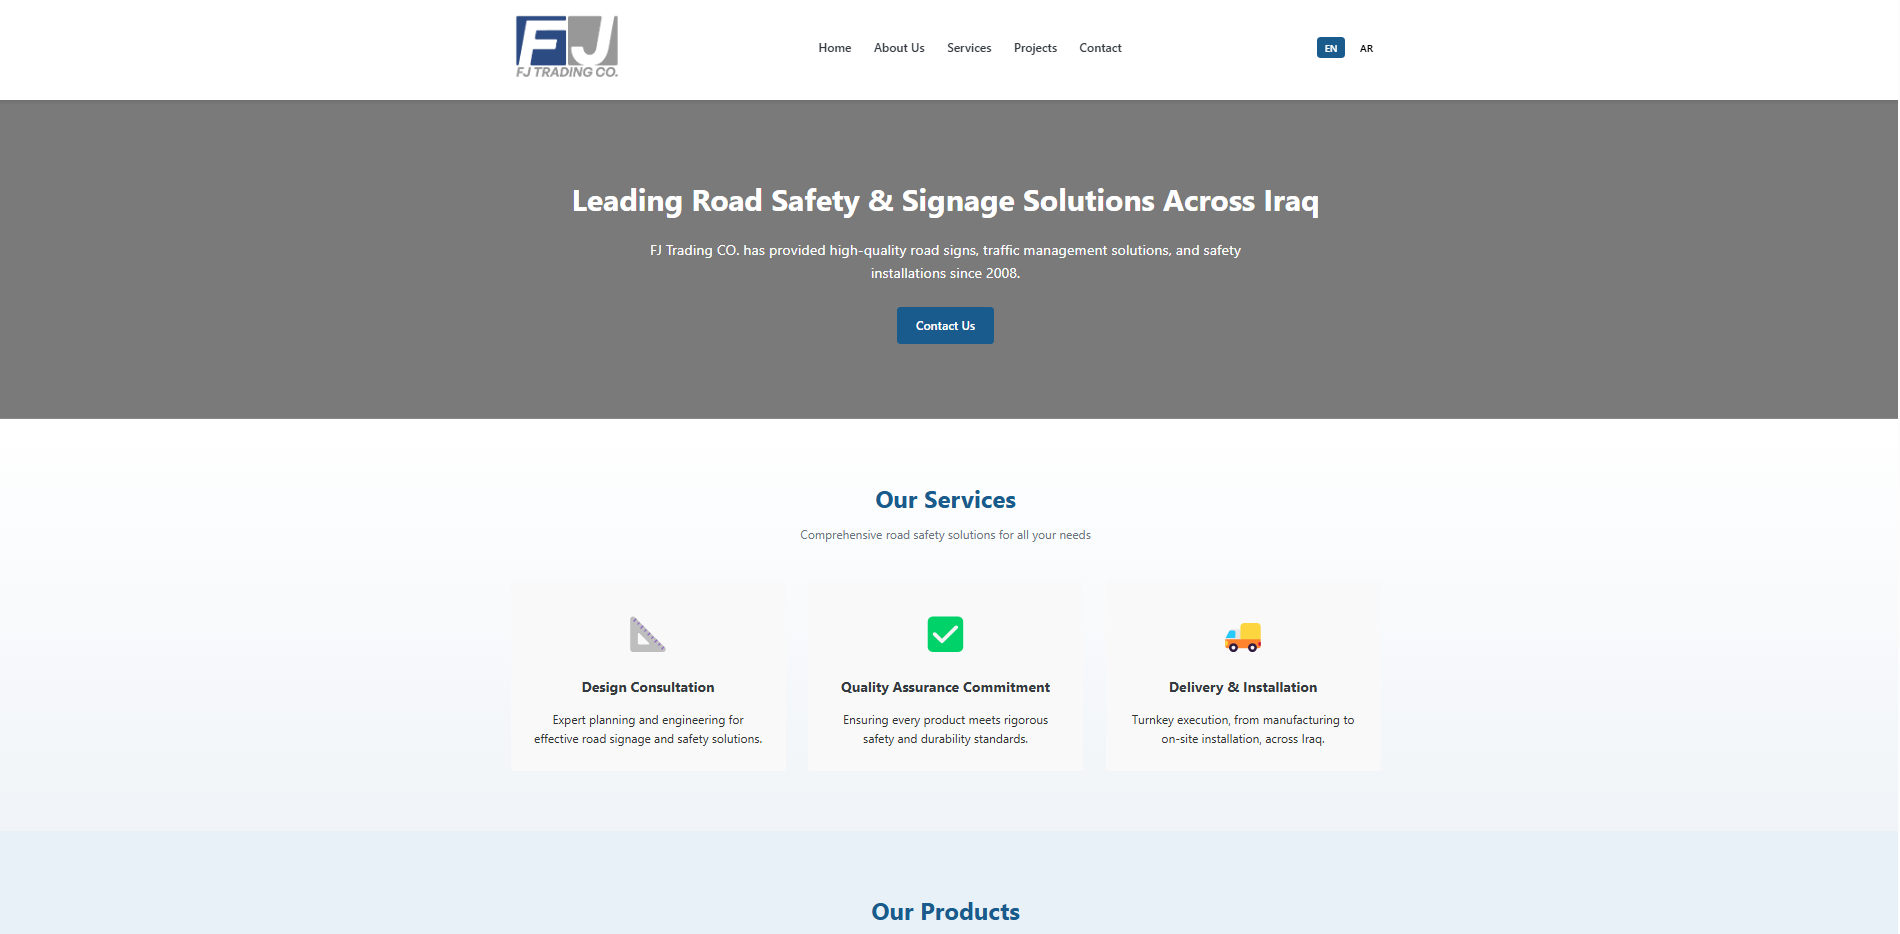 FJ
FJ TRADING CO.
Home
About Us
Services
Projects
Contact
EN
AR
Leading Road Safety & Signage Solutions Across Iraq
FJ Trading CO. has provided high-quality road signs, traffic management solutions, and safety
installations since 2008.
Contact Us
Our Services
Comprehensive road safety solutions for all your needs
Design Consultation
Expert planning and engineering for
effective road signage and safety solutions.
Quality Assurance Commitment
Ensuring every product meets rigorous
safety and durability standards.
Delivery & Installation
Turnkey execution, from manufacturing to
on-site installation, across Iraq.
Our Products